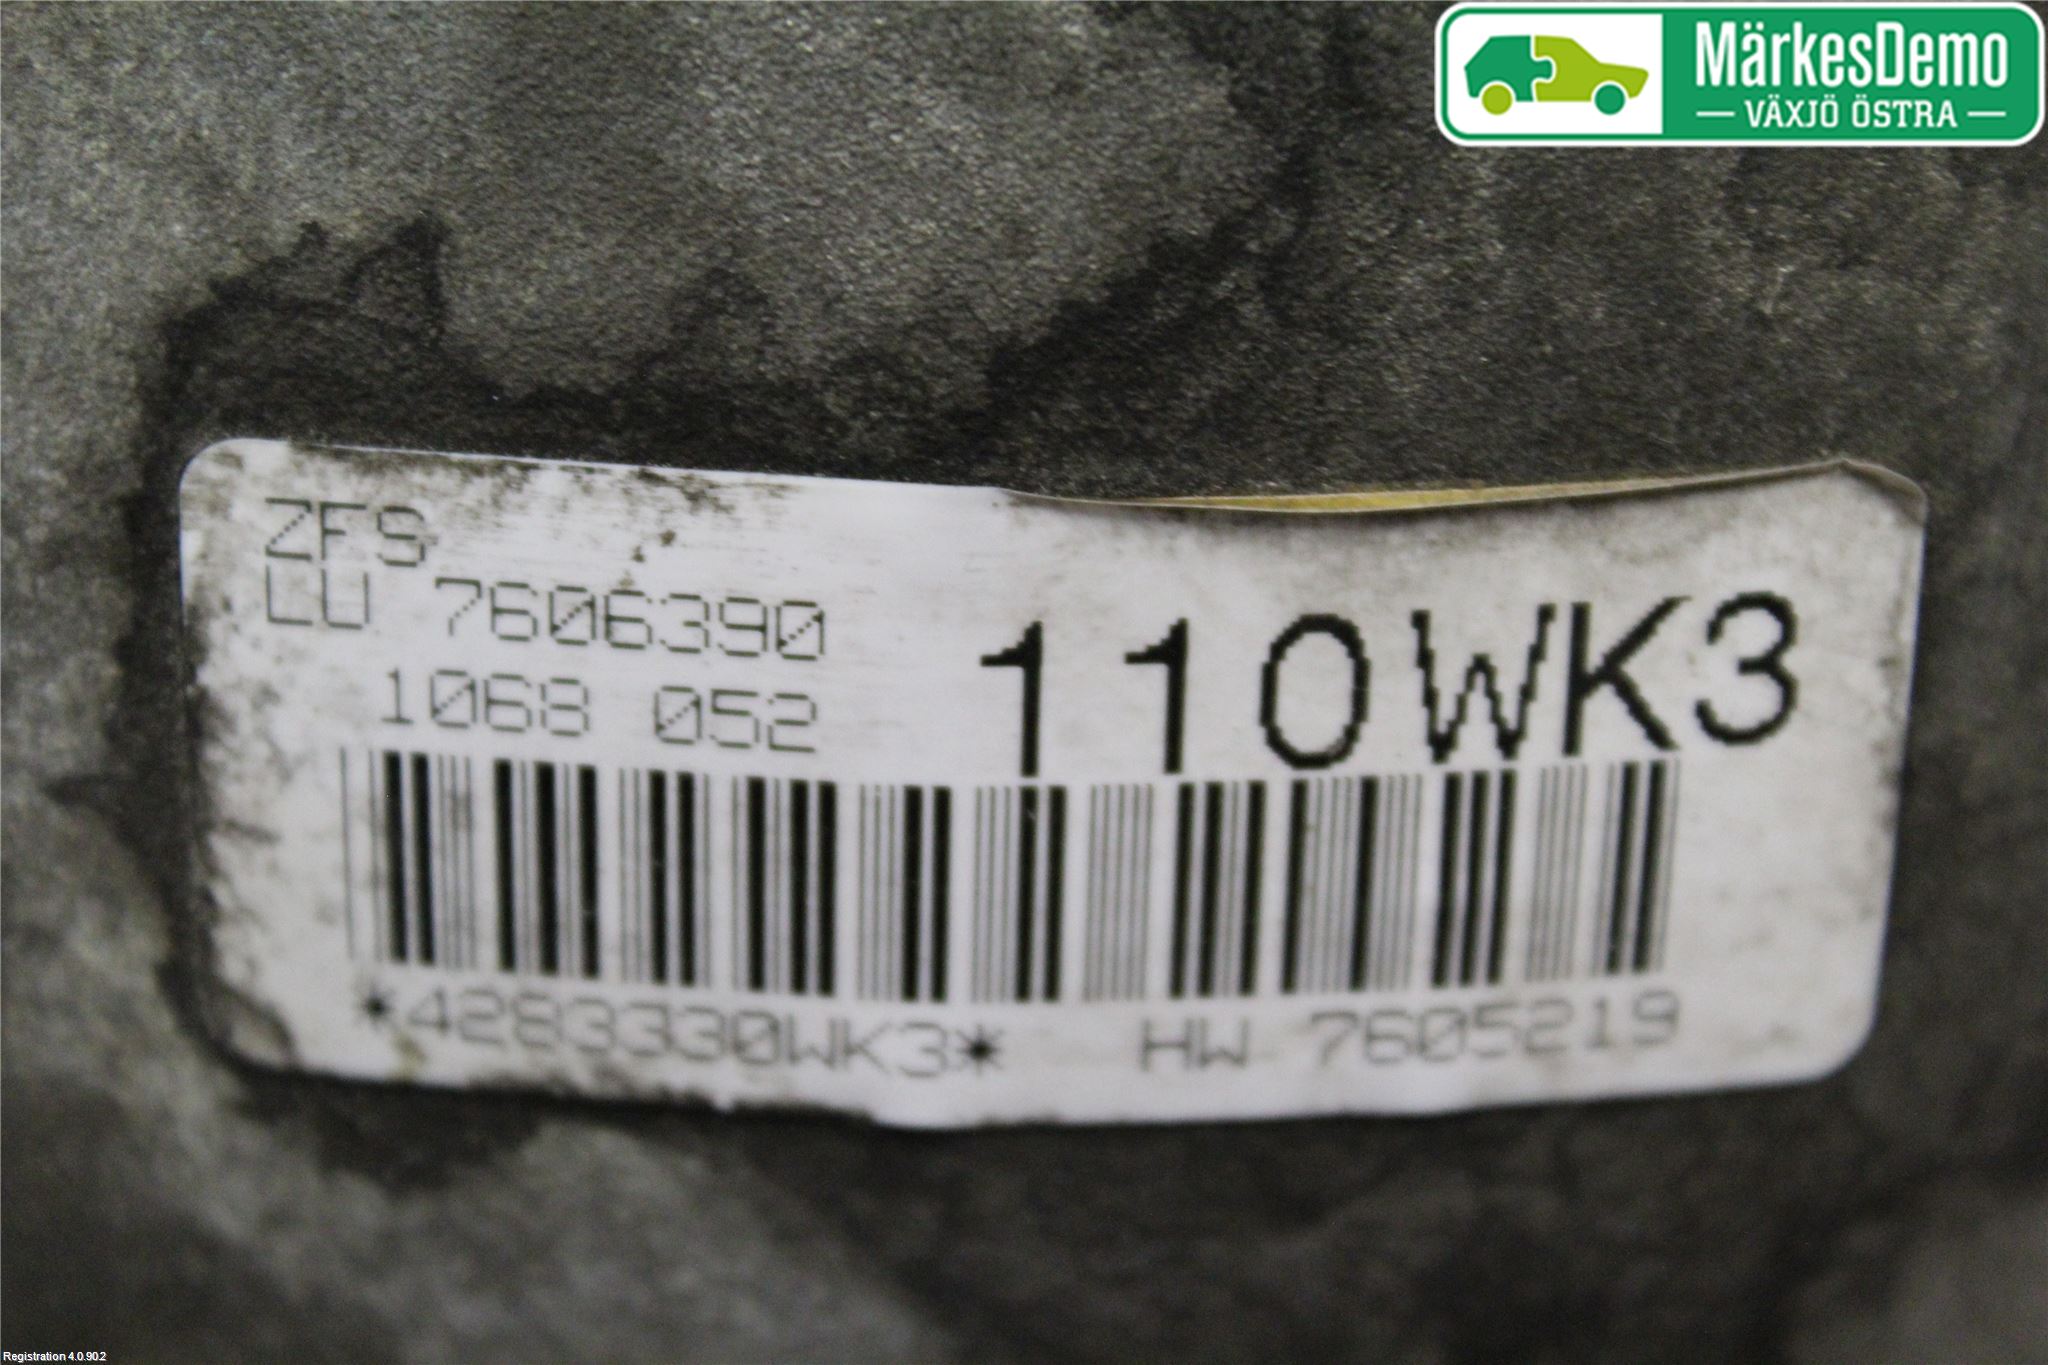 MärkesDemo
VÄXJÖ ÖSTRA
ZFS
LU 7606390
1068 052
110WK3
*4283330WK3* HW 7605219
Registration 4.0.90.2